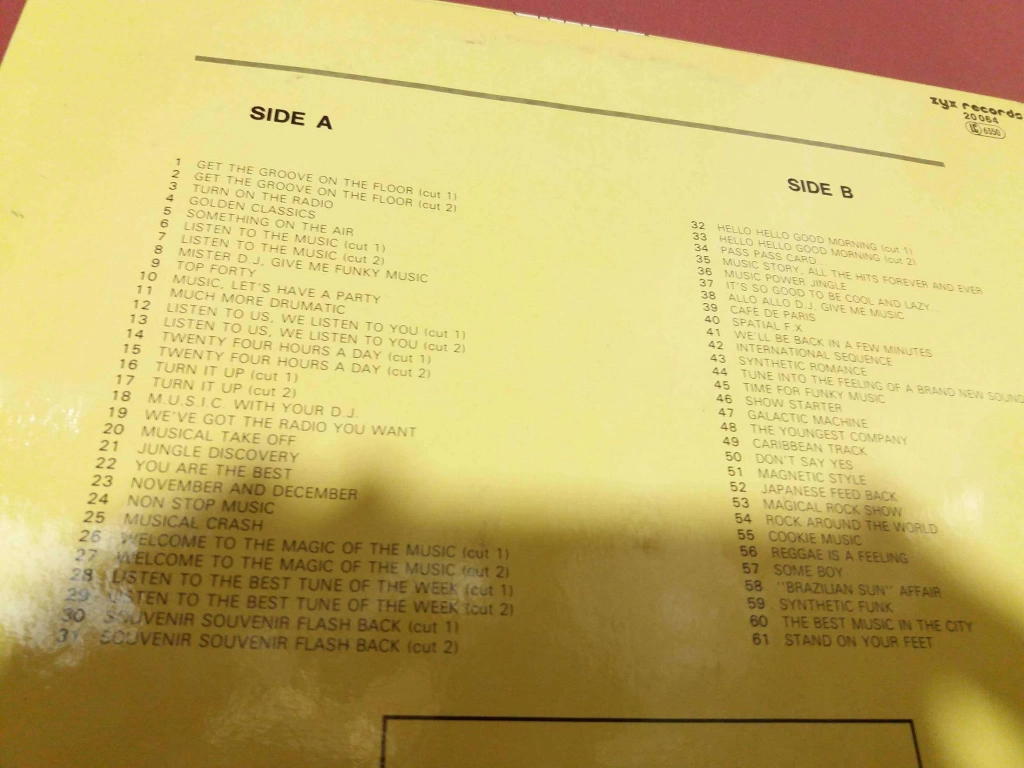 zyx records
20 064
LC 6350
SIDE A
1 GET THE GROOVE ON THE FLOOR (cut 1)
2 GET THE GROOVE ON THE FLOOR (cut 2)
3 TURN ON THE RADIO
4 GOLDEN CLASSICS
5 SOMETHING ON THE AIR
6 LISTEN TO THE MUSIC (cut 1)
7 LISTEN TO THE MUSIC (cut 2)
8 MISTER D.J. GIVE ME FUNKY MUSIC
9 TOP FORTY
10 MUSIC, LET'S HAVE A PARTY
11 MUCH MORE DRUMATIC
12 LISTEN TO US, WE LISTEN TO YOU (cut 1)
13 LISTEN TO US, WE LISTEN TO YOU (cut 2)
14 TWENTY FOUR HOURS A DAY (cut 1)
15 TWENTY FOUR HOURS A DAY (cut 2)
16 TURN IT UP (cut 1)
17 TURN IT UP (cut 2)
18 M.U.S.I.C. WITH YOUR D.J.
19 WE'VE GOT THE RADIO YOU WANT
20 MUSICAL TAKE OFF
21 JUNGLE DISCOVERY
22 YOU ARE THE BEST
23 NOVEMBER AND DECEMBER
24 NON STOP MUSIC
25 MUSICAL CRASH
26 WELCOME TO THE MAGIC OF THE MUSIC (cut 1)
27 WELCOME TO THE MAGIC OF THE MUSIC (cut 2)
28 LISTEN TO THE BEST TUNE OF THE WEEK (cut 1)
29 LISTEN TO THE BEST TUNE OF THE WEEK (cut 2)
30 SOUVENIR SOUVENIR FLASH BACK (cut 1)
31 SOUVENIR SOUVENIR FLASH BACK (cut 2)
SIDE B
32 HELLO HELLO GOOD MORNING (cut 1)
33 HELLO HELLO GOOD MORNING (cut 2)
34 PASS PASS CARD...
35 MUSIC STORY, ALL THE HITS FOREVER AND EVER
36 MUSIC POWER JINGLE
37 IT'S SO GOOD TO BE COOL AND LAZY...
38 ALLO ALLO D.J. GIVE ME MUSIC
39 CAFE DE PARIS
40 SPATIAL F.X
41 WE'LL BE BACK IN A FEW MINUTES
42 INTERNATIONAL SEQUENCE
43 SYNTHETIC ROMANCE
44 TUNE INTO THE FEELING OF A BRAND NEW SOUND
45 TIME FOR FUNKY MUSIC
46 SHOW STARTER
47 GALACTIC MACHINE
48 THE YOUNGEST COMPANY
49 CARIBBEAN TRACK
50 DON'T SAY YES
51 MAGNETIC STYLE
52 JAPANESE FEED BACK
53 MAGICAL ROCK SHOW
54 ROCK AROUND THE WORLD
55 COOKIE MUSIC
56 REGGAE IS A FEELING
57 SOME BOY
58 "BRAZILIAN SUN" AFFAIR
59 SYNTHETIC FUNK
60 THE BEST MUSIC IN THE CITY
61 STAND ON YOUR FEET